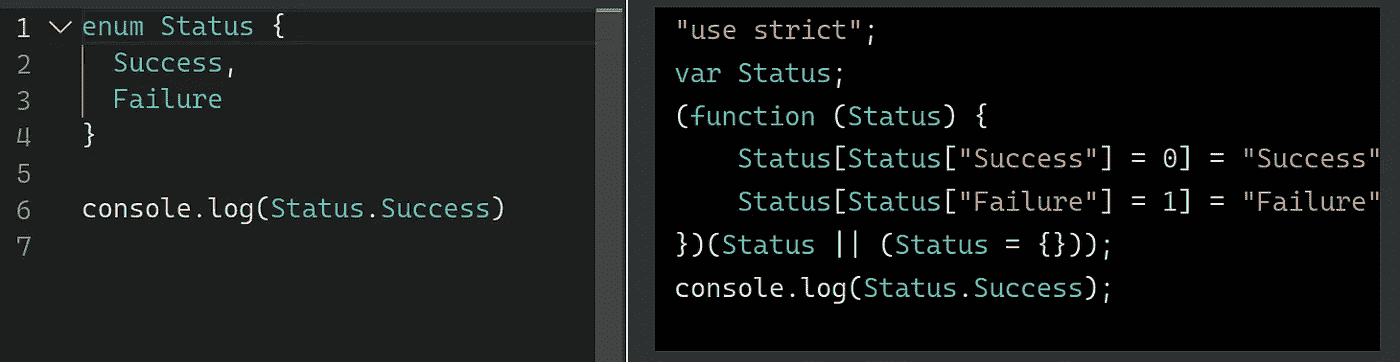 1 enum Status {
2 Success,
3 Failure
4 }
5
6 console.log(Status.Success)
7
"use strict";
var Status;
(function (Status) {
    Status[Status["Success"] = 0] = "Success"
    Status[Status["Failure"] = 1] = "Failure"
})(Status || (Status = {}));
console.log(Status.Success);